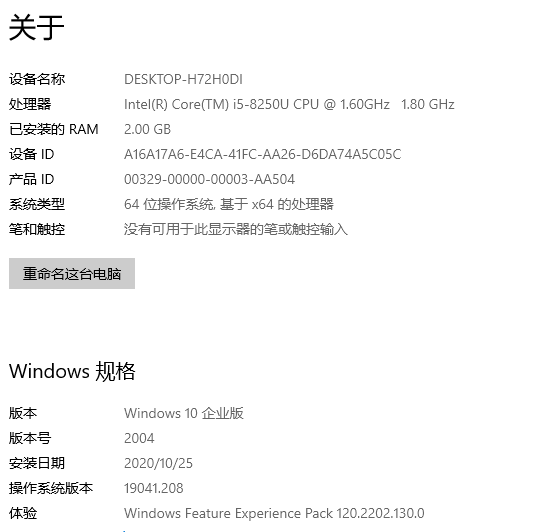 关于
设备名称 DESKTOP-H72H0DI
处理器 Intel(R) Core(TM) i5-8250U CPU @ 1.60GHz 1.80 GHz
已安装的 RAM 2.00 GB
设备 ID A16A17A6-E4CA-41FC-AA26-D6DA74A5C05C
产品 ID 00329-00000-00003-AA504
系统类型 64 位操作系统, 基于 x64 的处理器
笔和触控 没有可用于此显示器的笔或触控输入
重命名这台电脑
Windows 规格
版本 Windows 10 企业版
版本号 2004
安装日期 2020/10/25
操作系统版本 19041.208
体验 Windows Feature Experience Pack 120.2202.130.0